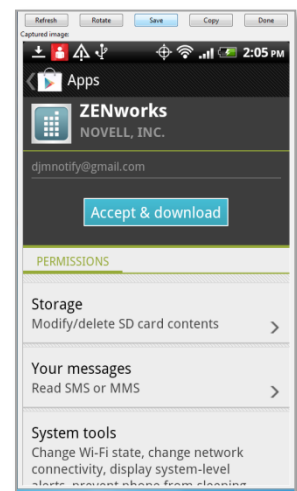 Refresh Rotate Save Copy Done
Captured image:
2:05 PM
Apps
ZENworks
NOVELL, INC.
djmnotify@gmail.com
Accept & download
PERMISSIONS
Storage
Modify/delete SD card contents
Your messages
Read SMS or MMS
System tools
Change Wi-Fi state, change network
connectivity, display system-level
alerts, prevent phone from sleeping